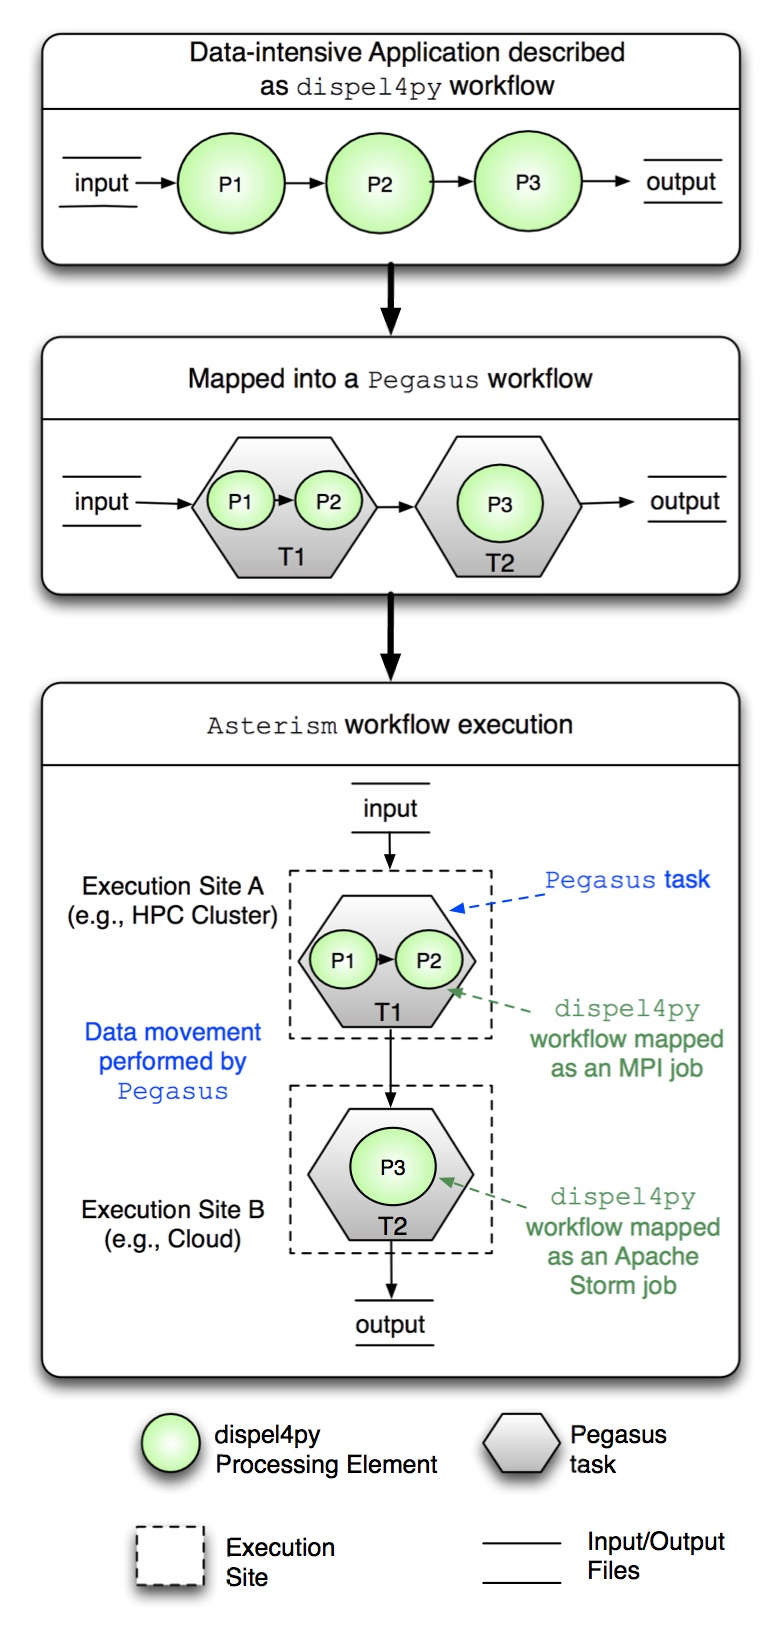 Data-intensive Application described
as dispel4py workflow
input P1 P2 P3 output
Mapped into a Pegasus workflow
input P1 P2 P3 output
T1 T2
Asterism workflow execution
input
Execution Site A
(e.g., HPC Cluster)
Pegasus task
P1 P2
T1
dispel4py
workflow mapped
as an MPI job
Data movement
performed by
Pegasus
P3
T2
Execution Site B
(e.g., Cloud)
dispel4py
workflow mapped
as an Apache
Storm job
output
dispel4py
Processing Element
Pegasus
task
Execution
Site
Input/Output
Files